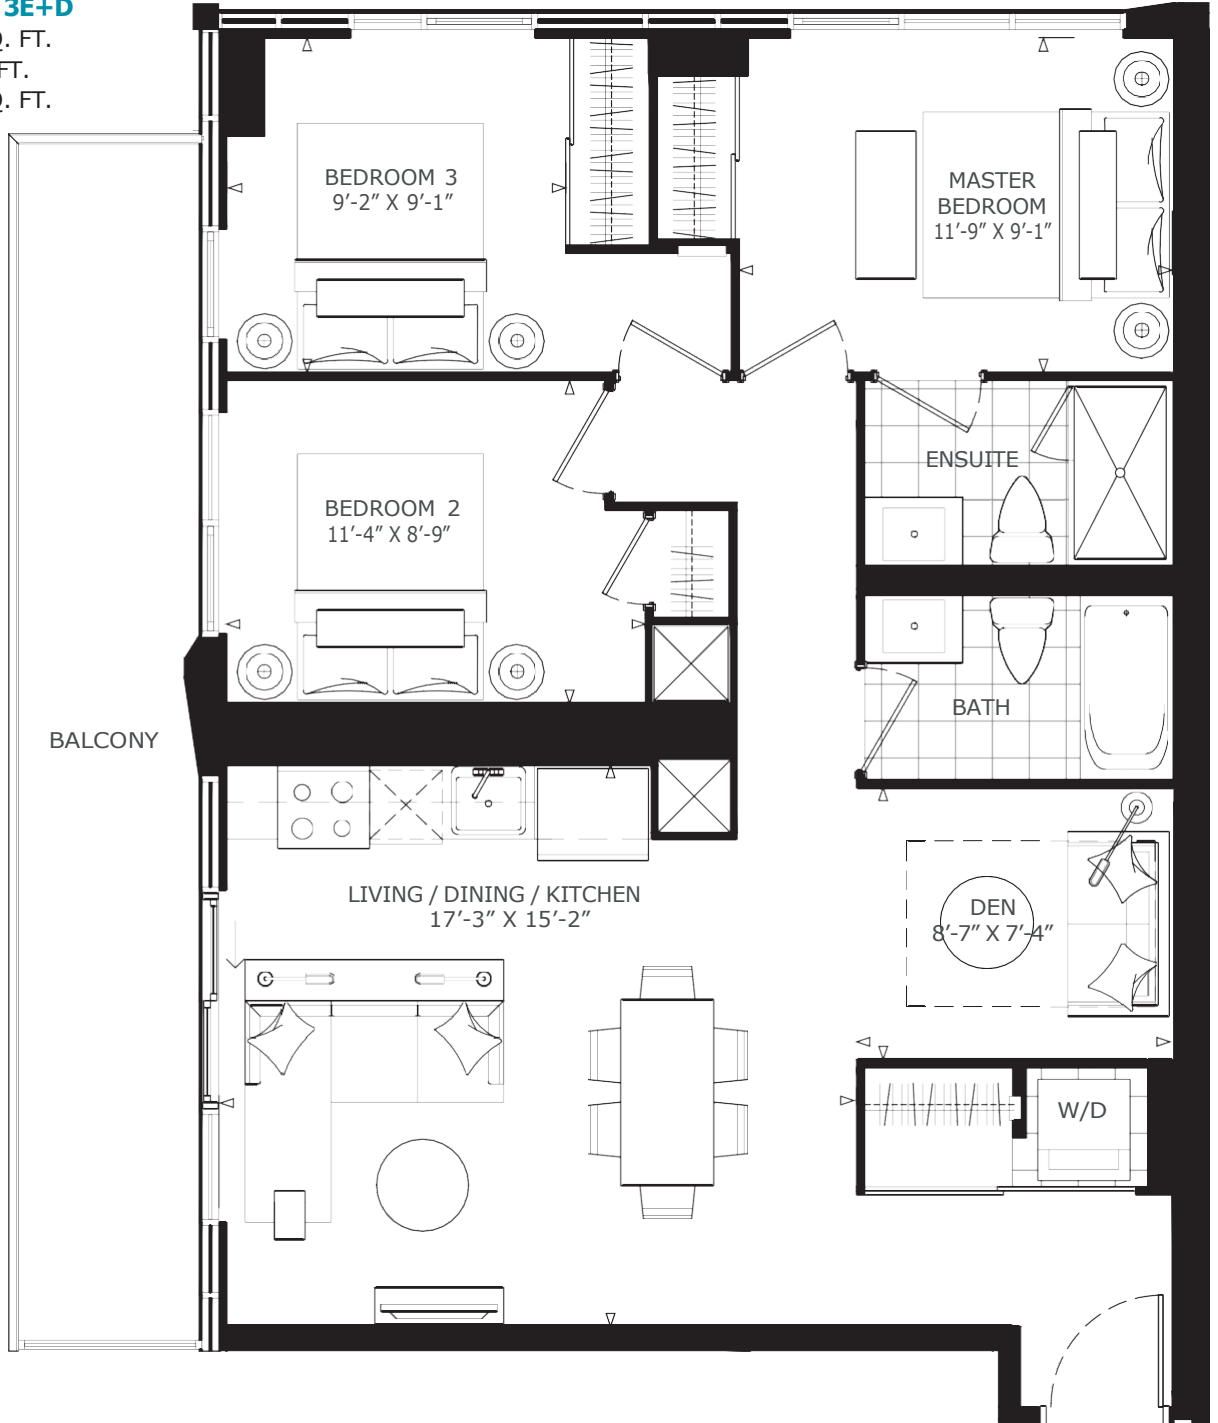 3E+D
Q. FT.
FT.
Q. FT.
BEDROOM 3
9'-2" X 9'-1"
MASTER
BEDROOM
11'-9" X 9'-1"
BEDROOM 2
11'-4" X 8'-9"
ENSUITE
BATH
BALCONY
LIVING / DINING / KITCHEN
17'-3" X 15'-2"
DEN
8'-7" X 7'-4"
W/D